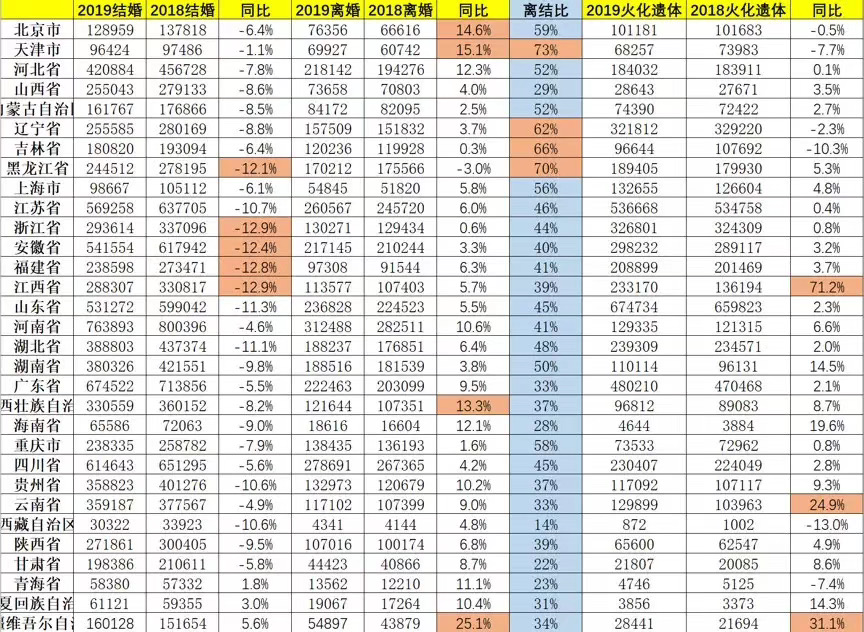 2019结婚 2018结婚 同比 2019离婚 2018离婚 同比 离结比 2019火化遗体 2018火化遗体 同比
北京市 128959 137818 -6.4% 76356 66616 14.6% 59% 101181 101683 -0.5%
天津市 96424 97486 -1.1% 69927 60742 15.1% 73% 68257 73983 -7.7%
河北省 420884 456728 -7.8% 218142 194276 12.3% 52% 184032 183911 0.1%
山西省 255043 279133 -8.6% 73658 70803 4.0% 29% 28643 27671 3.5%
内蒙古自治区 161767 176866 -8.5% 84172 82095 2.5% 52% 74390 72422 2.7%
辽宁省 255585 280169 -8.8% 157509 151832 3.7% 62% 321812 329220 -2.3%
吉林省 180820 193094 -6.4% 120236 119928 0.3% 66% 96644 107692 -10.3%
黑龙江省 244512 278195 -12.1% 170212 175566 -3.0% 70% 189405 179930 5.3%
上海市 98667 105112 -6.1% 54845 51820 5.8% 56% 132655 126604 4.8%
江苏省 569258 637705 -10.7% 260567 245720 6.0% 46% 536668 534758 0.4%
浙江省 293614 337096 -12.9% 130271 129434 0.6% 44% 326801 324309 0.8%
安徽省 541554 617942 -12.4% 217145 210244 3.3% 40% 298232 289117 3.2%
福建省 238598 273471 -12.8% 97308 91544 6.3% 41% 208899 201469 3.7%
江西省 288307 330817 -12.9% 113577 107403 5.7% 39% 233170 136194 71.2%
山东省 531272 599042 -11.3% 236828 224523 5.5% 45% 674734 659823 2.3%
河南省 763893 800396 -4.6% 312488 282511 10.6% 41% 129335 121315 6.6%
湖北省 388803 437374 -11.1% 188237 176851 6.4% 48% 239309 234571 2.0%
湖南省 380326 421551 -9.8% 188516 181539 3.8% 50% 110114 96131 14.5%
广东省 674522 713856 -5.5% 222463 203099 9.5% 33% 480210 470468 2.1%
西壮族自治 330559 360152 -8.2% 121644 107351 13.3% 37% 96812 89083 8.7%
海南省 65586 72063 -9.0% 18616 16604 12.1% 28% 4644 3884 19.6%
重庆市 238335 258782 -7.9% 138435 136193 1.6% 58% 73533 72962 0.8%
四川省 614643 651295 -5.6% 278691 267365 4.2% 45% 230407 224049 2.8%
贵州省 358823 401276 -10.6% 132973 120679 10.2% 37% 117092 107117 9.3%
云南省 359187 377567 -4.9% 117102 107399 9.0% 33% 129899 103963 24.9%
西藏自治区 30322 33923 -10.6% 4341 4144 4.8% 14% 872 1002 -13.0%
陕西省 271861 300405 -9.5% 107016 100174 6.8% 39% 65600 62547 4.9%
甘肃省 198386 210611 -5.8% 44423 40866 8.7% 22% 21807 20085 8.6%
青海省 58380 57332 1.8% 13562 12210 11.1% 23% 4746 5125 -7.4%
夏回族自治 61121 59355 3.0% 19067 17264 10.4% 31% 3856 3373 14.3%
疆维吾尔自治 160128 151654 5.6% 54897 43879 25.1% 34% 28441 21694 31.1%